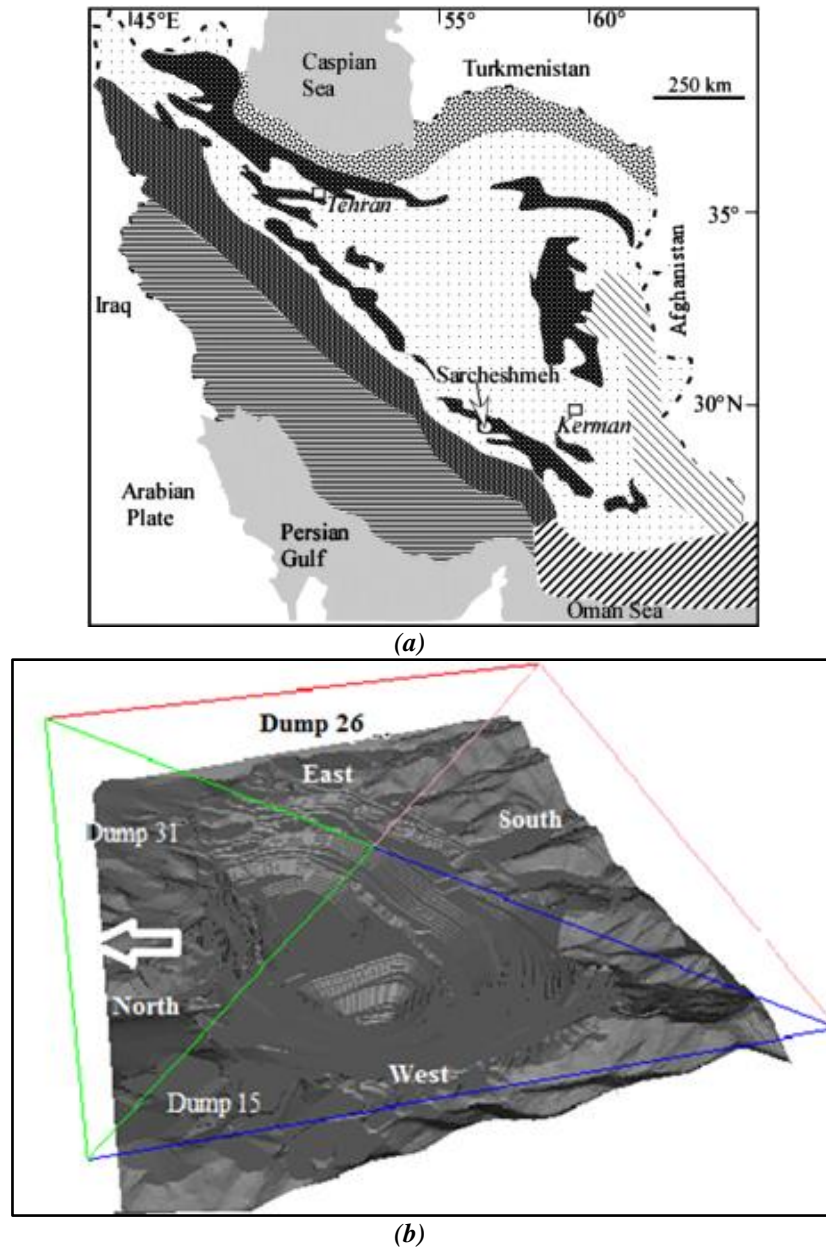 45°E
55°
60°
Caspian
Sea
Turkmenistan
250 km
Tehran
35°
Afghanistan
Iraq
Sarcheshmeh
30°N
Kerman
Arabian
Plate
Persian
Gulf
Oman Sea
(a)
Dump 26
East
South
Dump 31
North
West
Dump 15
(b)